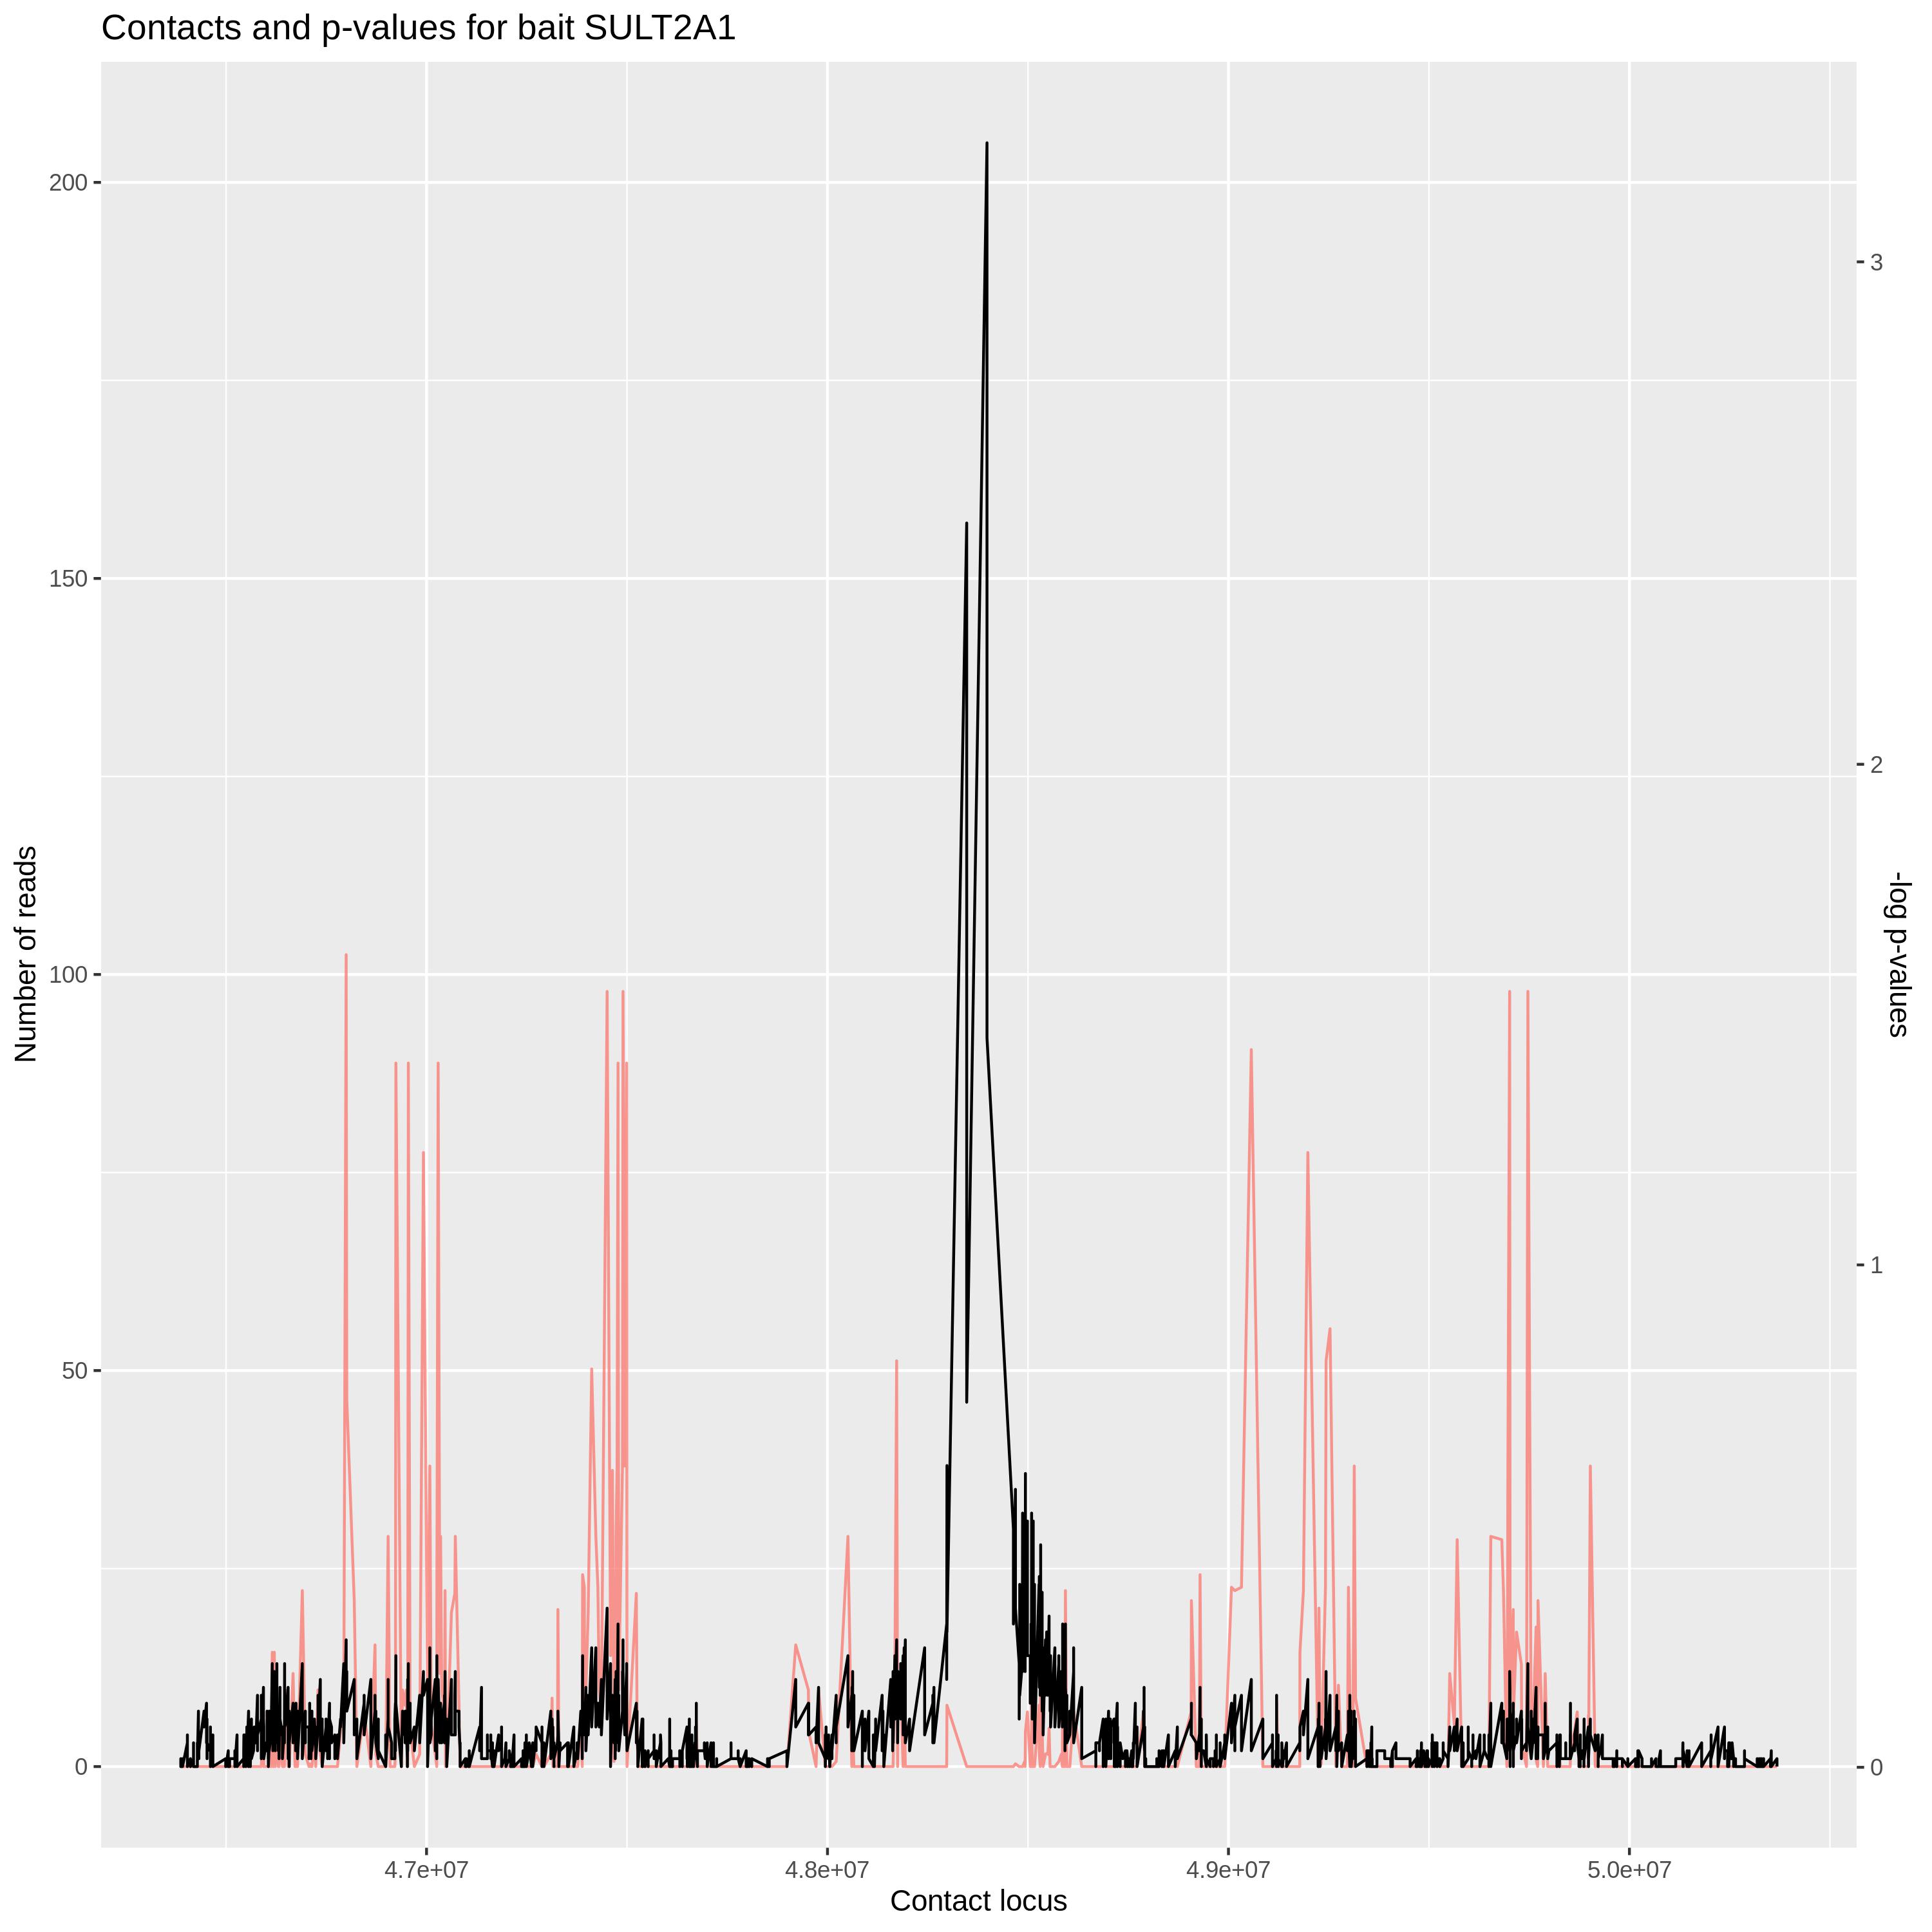 Contacts and p-values for bait SULT2A1
200
150
100
50
0
Number of reads
3
2
1
0
-log p-values
4.7e+07
4.8e+07
4.9e+07
5.0e+07
Contact locus